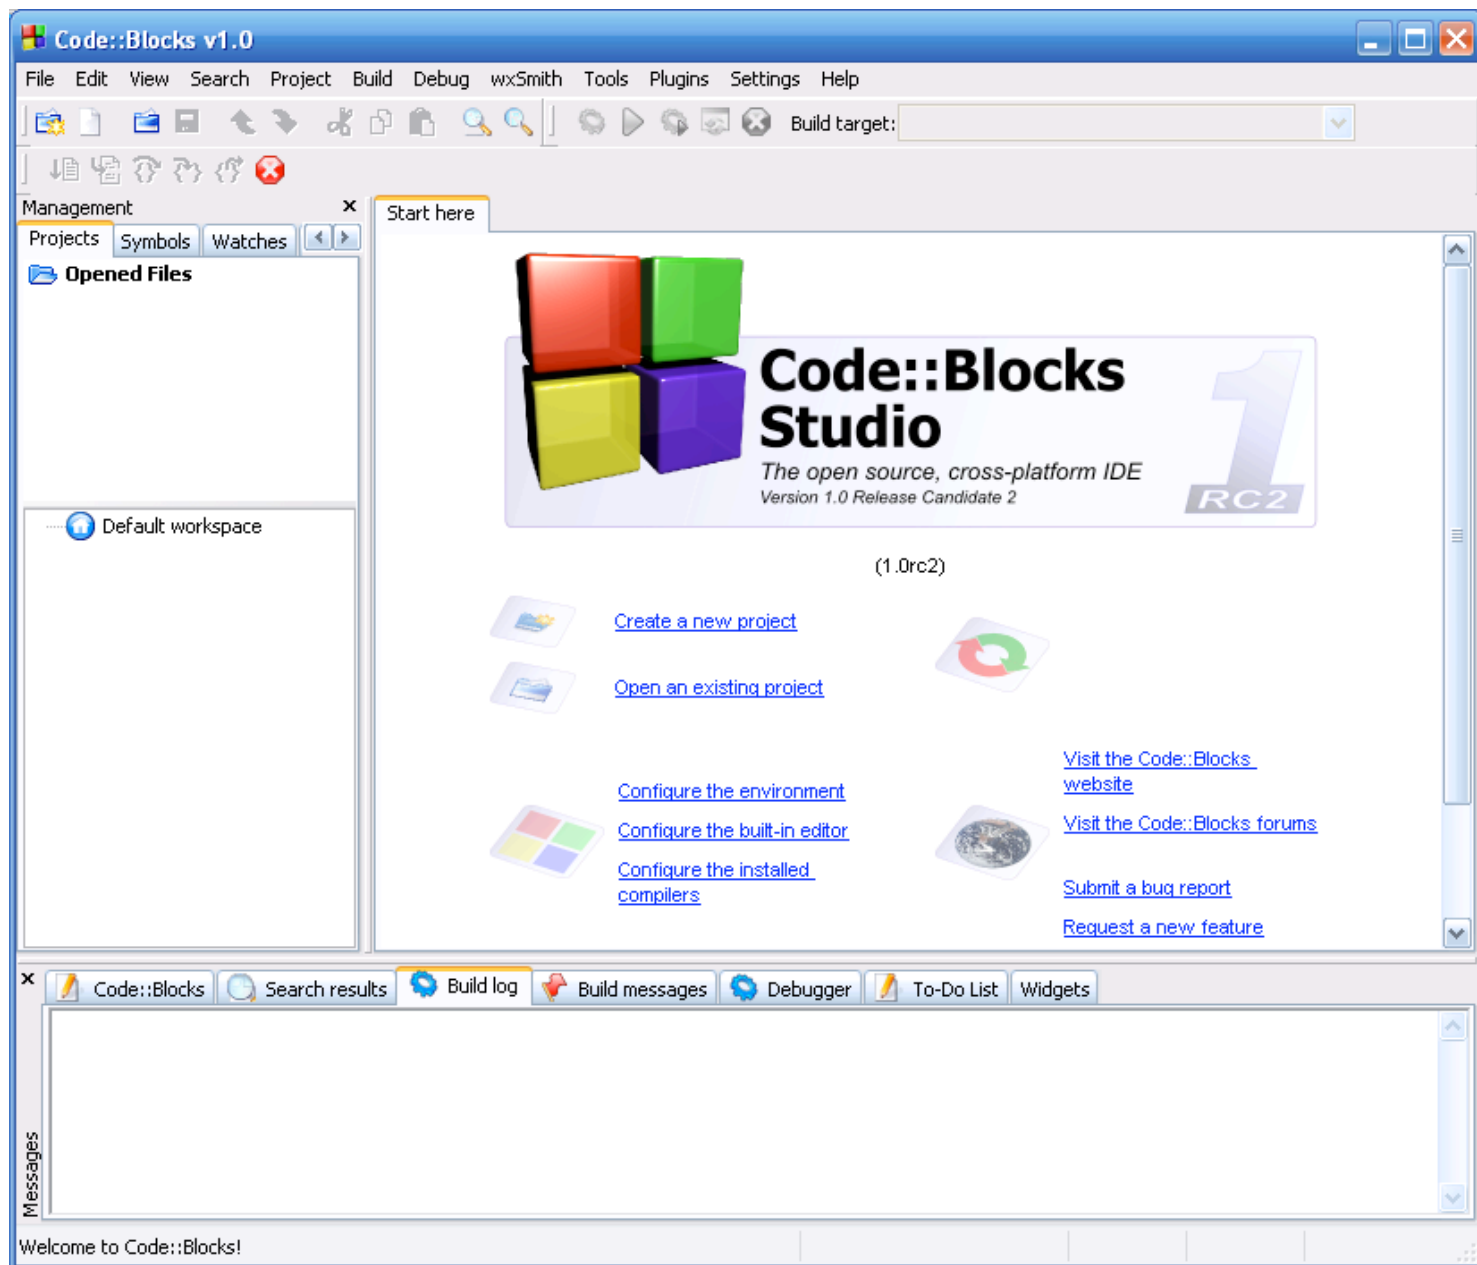 Code::Blocks v1.0
File Edit View Search Project Build Debug wxSmith Tools Plugins Settings Help
Build target:
Management
Projects Symbols Watches
Opened Files
Default workspace
Start here
Code::Blocks
Studio
The open source, cross-platform IDE
Version 1.0 Release Candidate 2
1
RC2
(1.0rc2)
Create a new project
Open an existing project
Configure the environment
Configure the built-in editor
Configure the installed
compilers
Visit the Code::Blocks
website
Visit the Code::Blocks forums
Submit a bug report
Request a new feature
Code::Blocks Search results Build log Build messages Debugger To-Do List Widgets
Messages
Welcome to Code::Blocks!